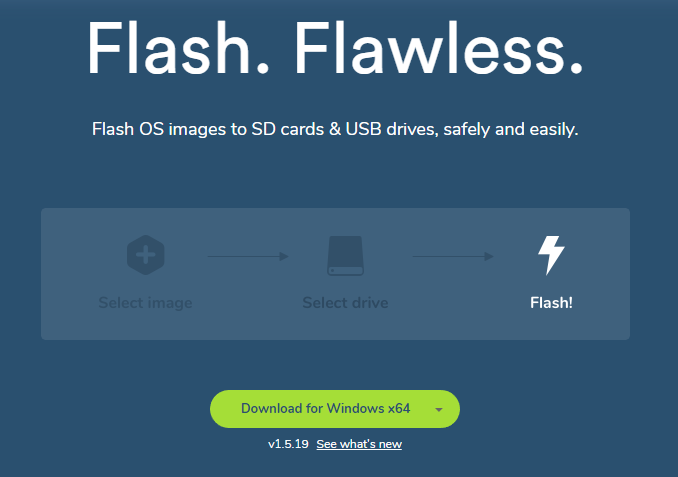 Flash. Flawless.
Flash OS images to SD cards & USB drives, safely and easily.
Select image
Select drive
Flash!
Download for Windows x64
v1.5.19 See what's new